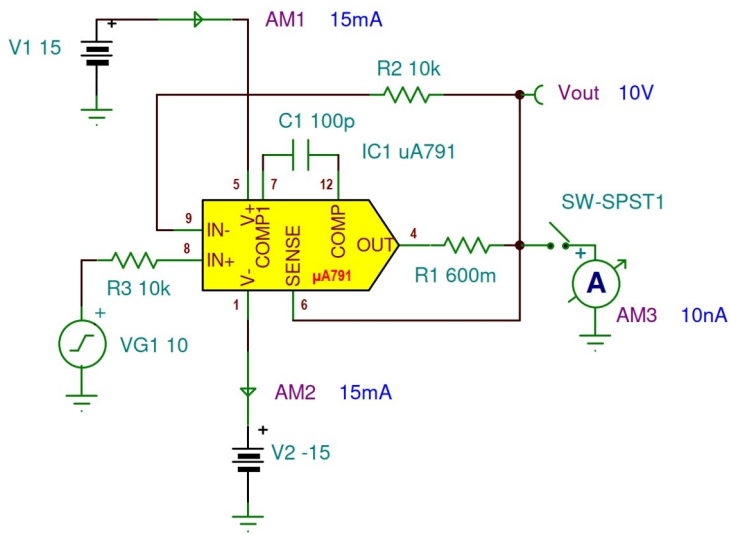 AM1 15mA
V1 15
+
R2 10k
Vout 10V
C1 100p
IC1 uA791
5
7
12
SW-SPST1
9
IN-
V+
COMP1
COMP
4
OUT
8
IN+
SENSE
R3 10k
V-
µA791
R1 600m
+
A
1
6
AM3 10nA
+
VG1 10
AM2 15mA
+
V2 -15